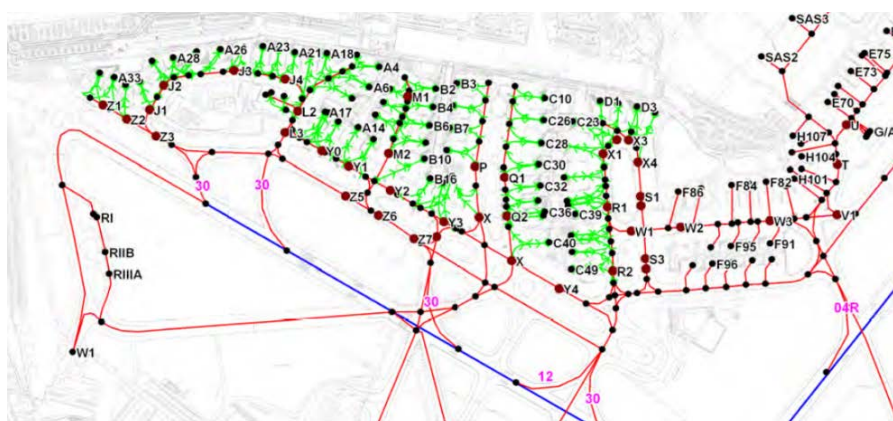 SAS3
A28
A26
A23
A21
A18
A4
SAS2
E75
E73
A33
J2
J3
J4
A6
M1
B2
B3
C10
D1
D3
E70
Z1
Z2
J1
L2
A17
B4
C26
C23
U
G/A
Z3
L3
A14
B6
B7
C28
X3
H107
Y0
M2
B10
C30
X1
X4
H104
T
Y1
P
Q1
C32
H101
30
30
Z5
Y2
B16
S1
F86
F84
F82
RI
Z6
Y3
X
Q2
C36
C39
R1
W2
W3
V1
Z7
W1
RIIB
C40
F95
F91
RIIIA
X
C49
R2
S3
F96
Y4
30
04R
W1
12
30